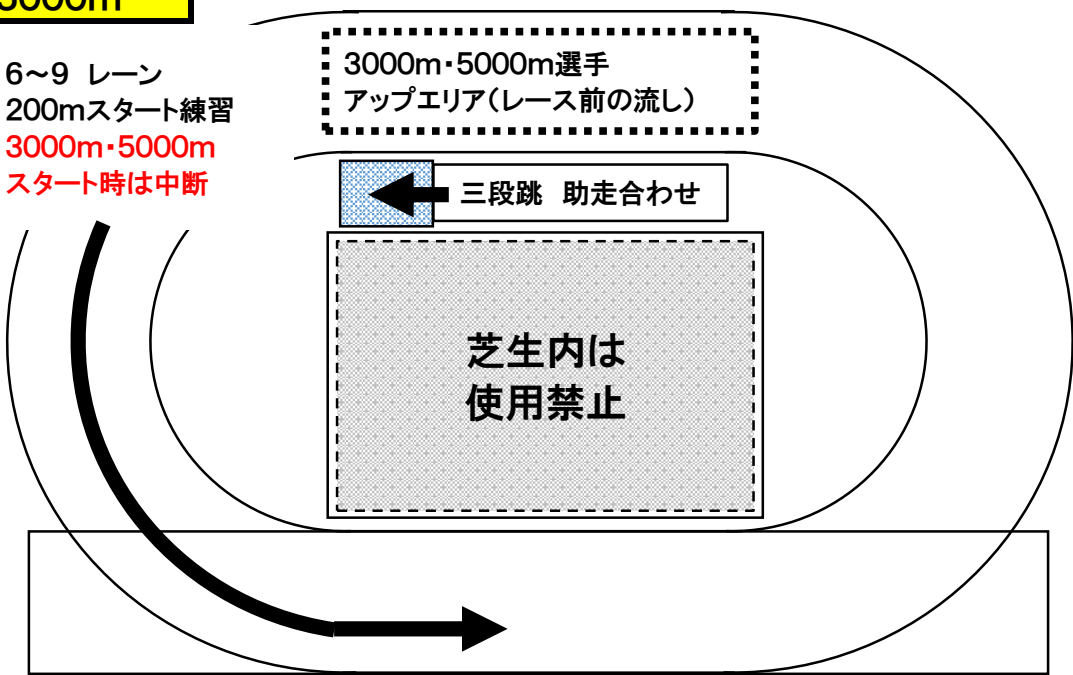 3000m・5000m選手
アップエリア（レース前の流し）
6～9 レーン
200mスタート練習
3000m・5000m
スタート時は中断
三段跳 助走合わせ
芝生内は
使用禁止